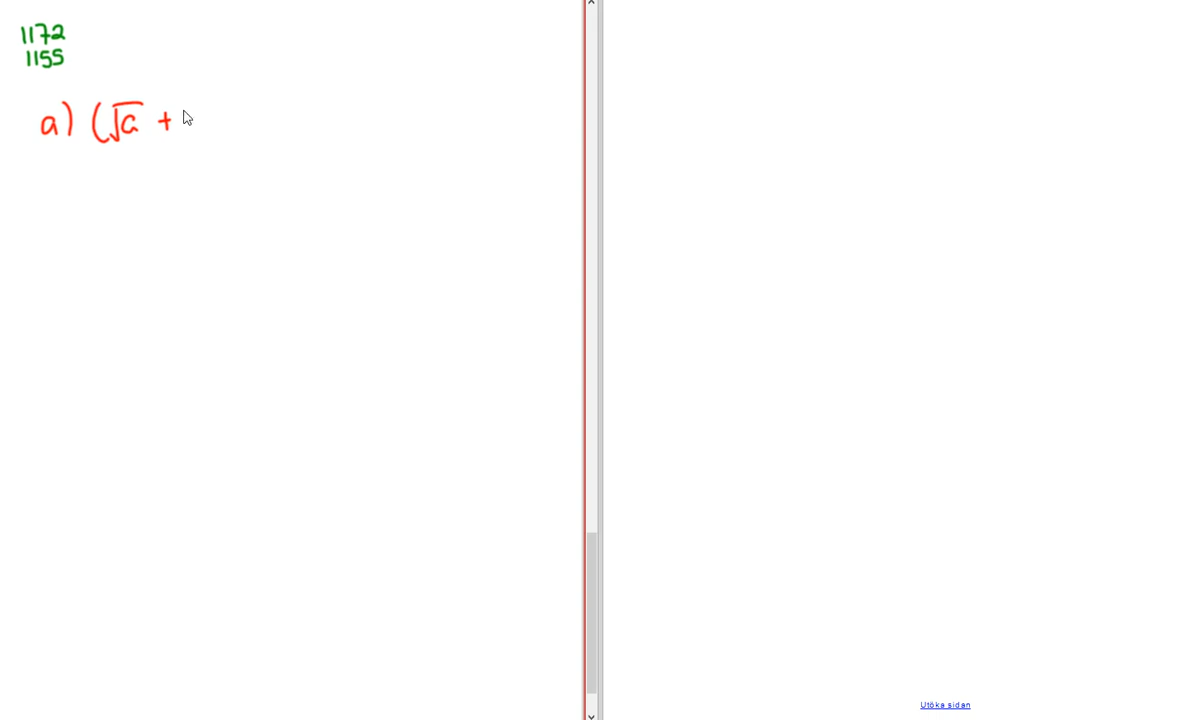 1172
1155
a) (√a +
Utöka sidan